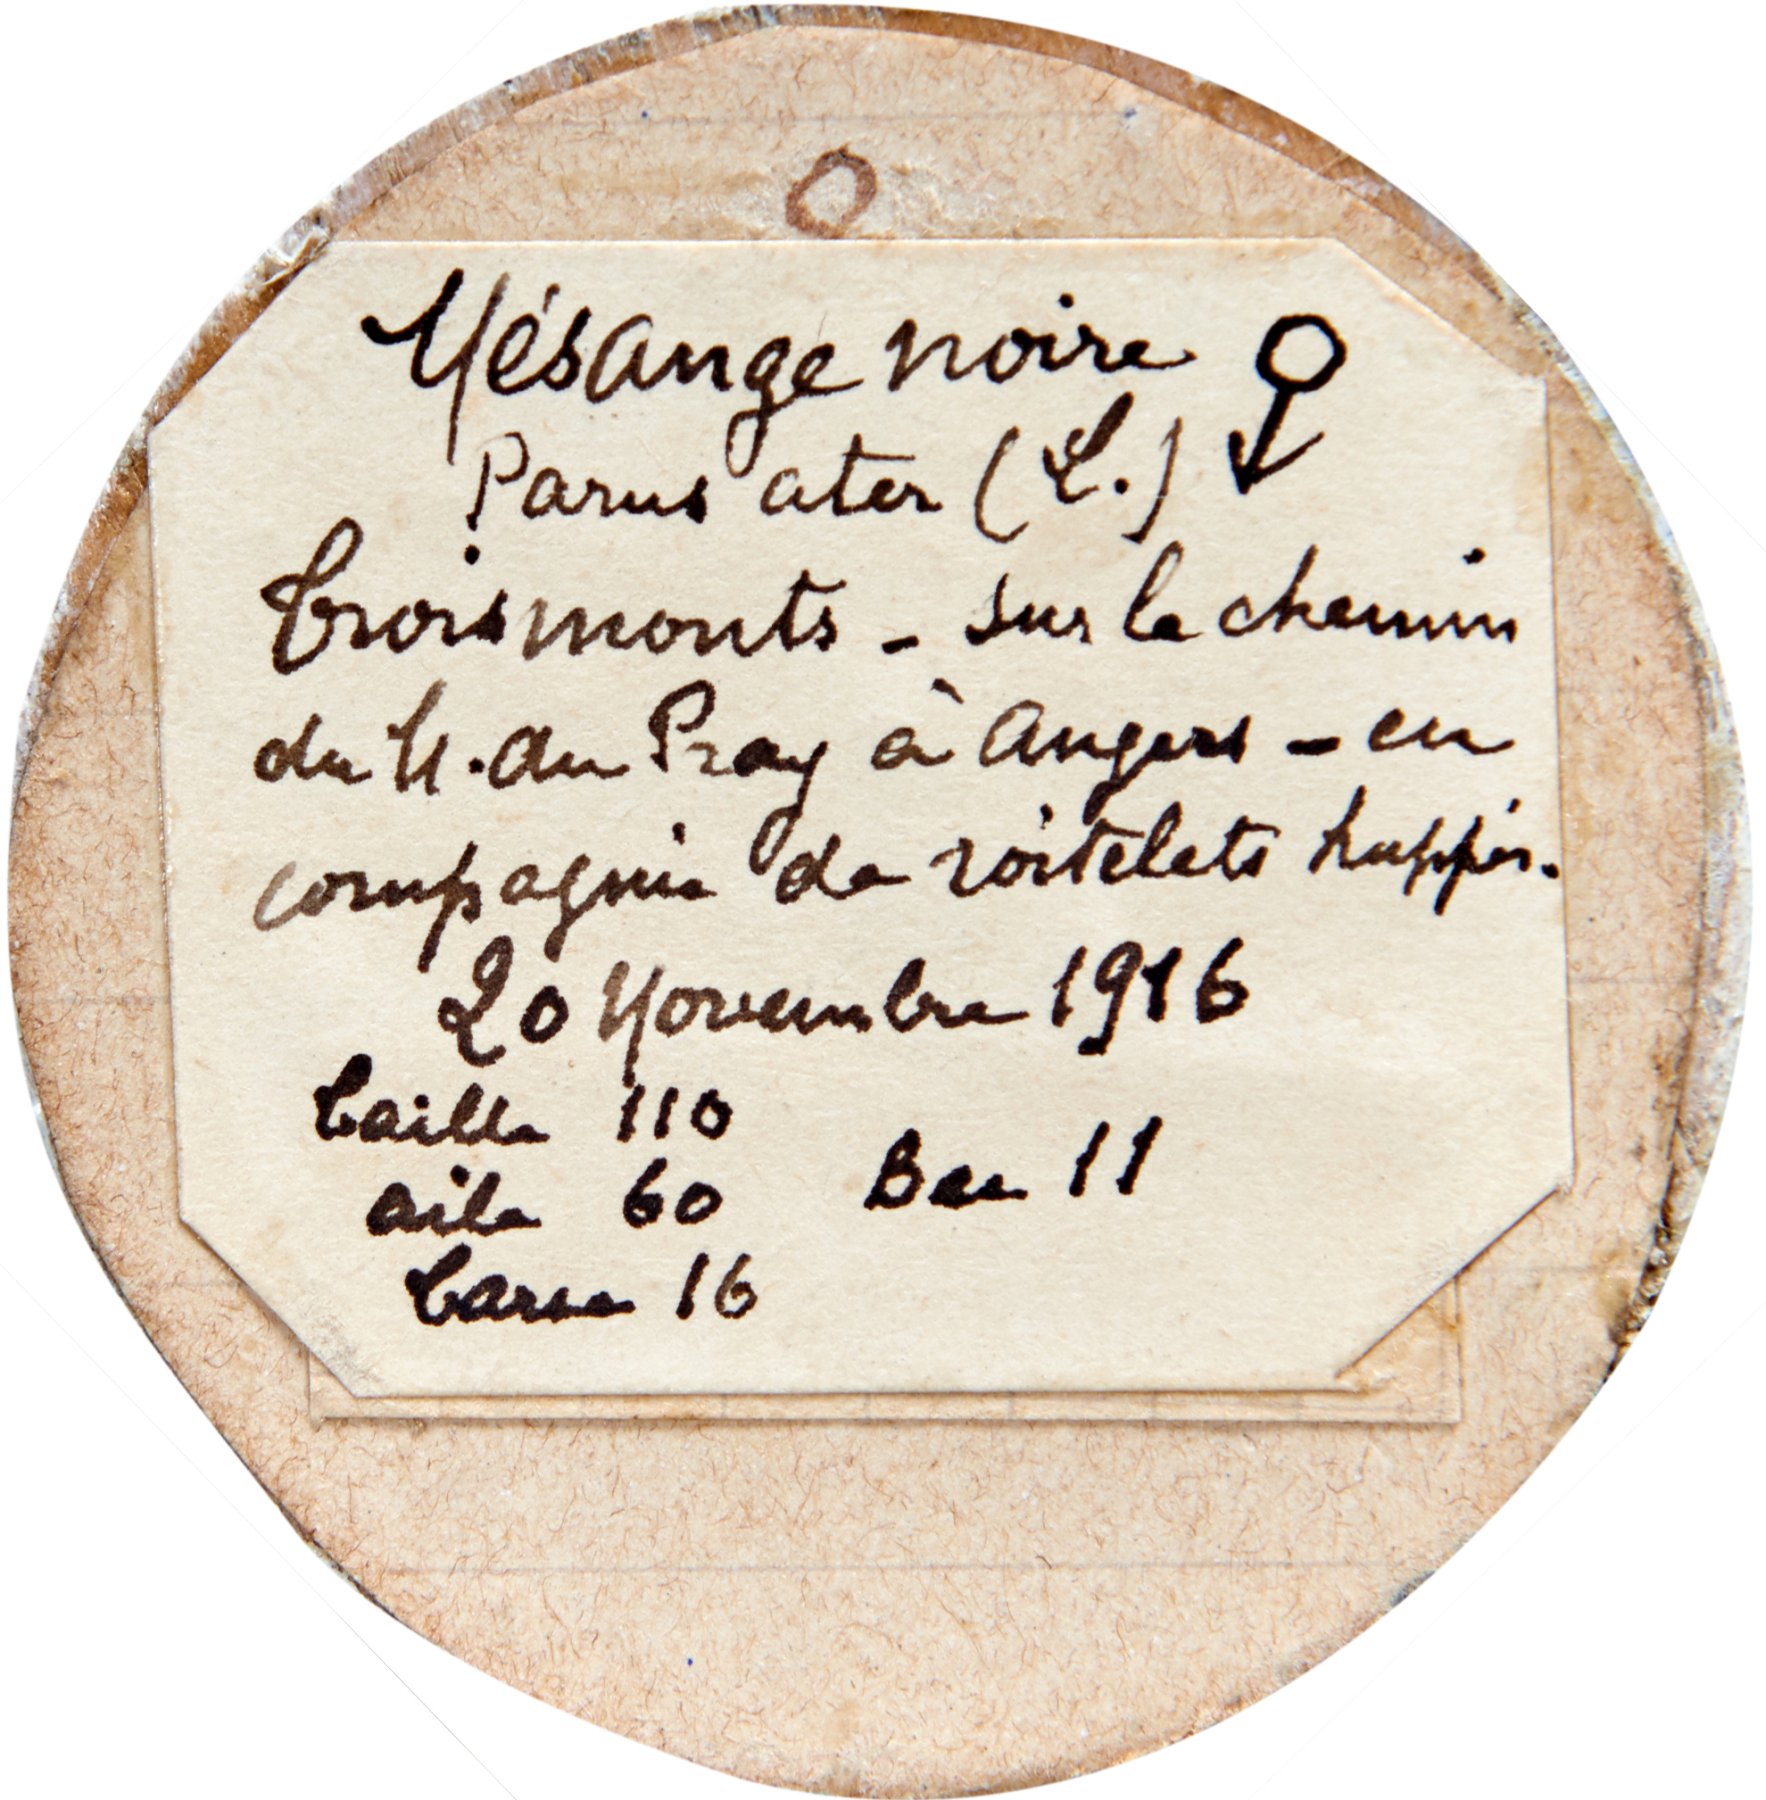 O
Mésange noire ♂
Parus ater (L.)
Troismonts - sur le chemin
du M. du Pray à Angers - en
compagnie de roitelets huppés.
20 Novembre 1916
Taille 110
aile 60 Bec 11
Tarse 16